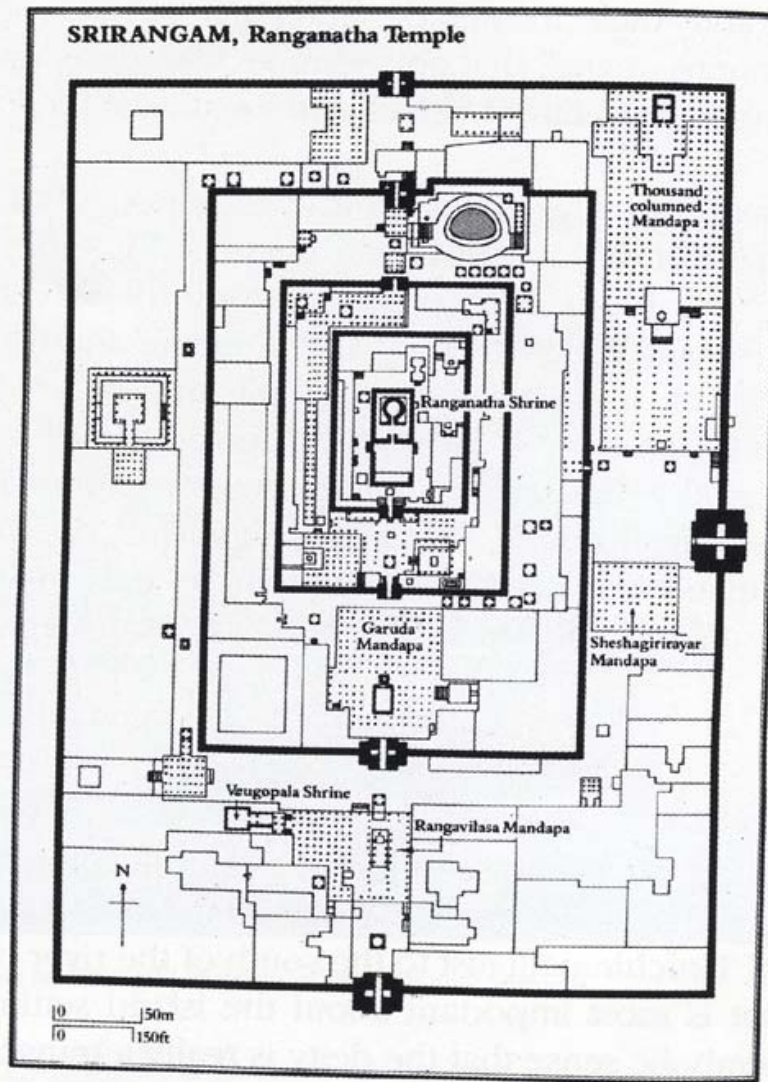 SRIRANGAM, Ranganatha Temple
Thousand
columned
Mandapa
Ranganatha Shrine
Garuda
Mandapa
Sheshagirirayar
Mandapa
Veugopala Shrine
Rangavilasa Mandapa
N
0 50m
0 150ft